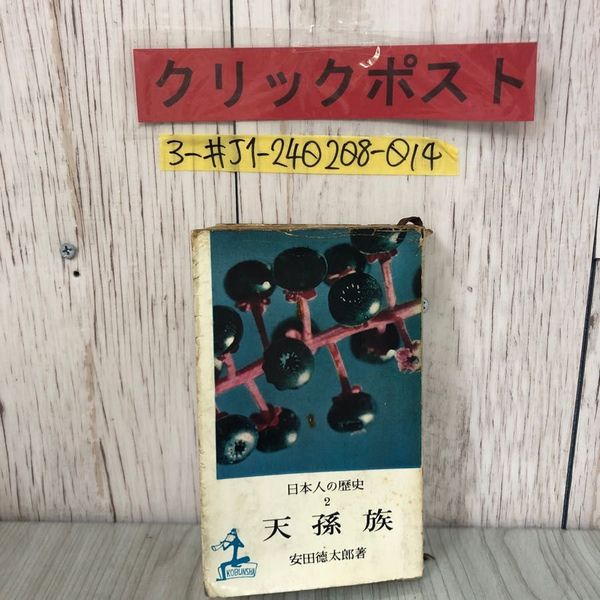 クリックポスト
3-#J1-240208-014
日本人の歴史
2
天孫族
安田徳太郎著
KOBUNSHA